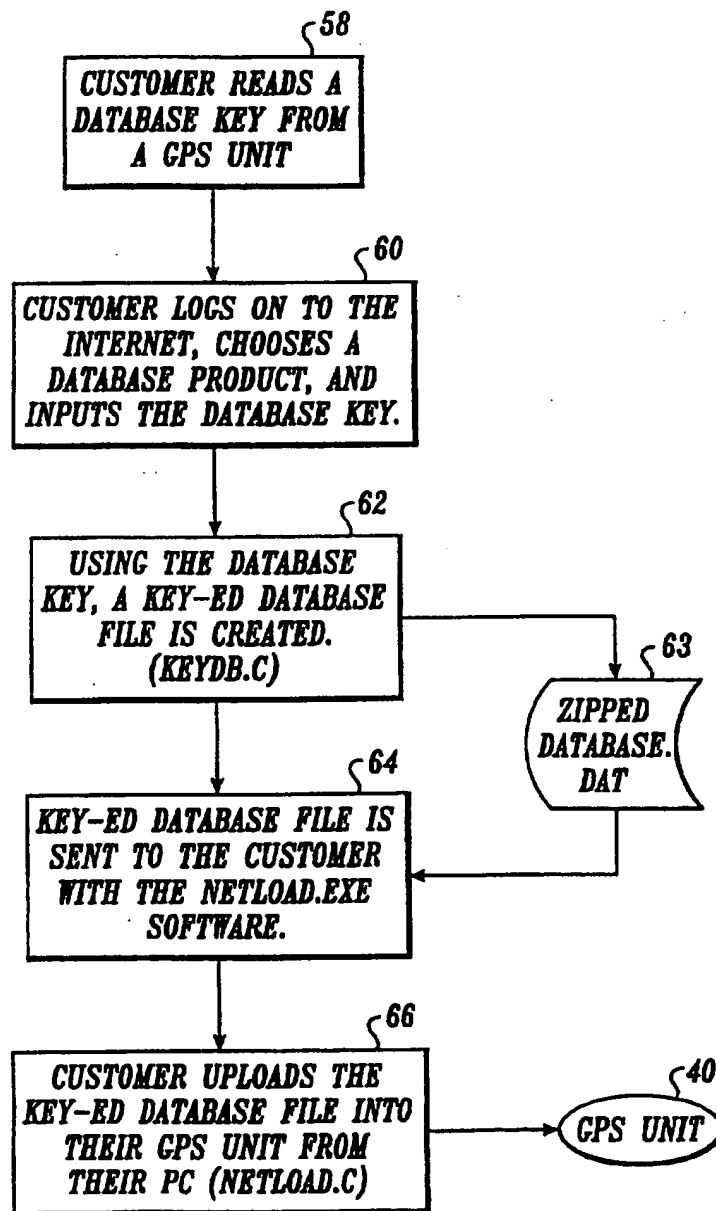 58
CUSTOMER READS A
DATABASE KEY FROM
A GPS UNIT
60
CUSTOMER LOGS ON TO THE
INTERNET, CHOOSES A
DATABASE PRODUCT, AND
INPUTS THE DATABASE KEY.
62
USING THE DATABASE
KEY, A KEY-ED DATABASE
FILE IS CREATED.
(KEYDB.C)
63
ZIPPED
DATABASE.
DAT
64
KEY-ED DATABASE FILE IS
SENT TO THE CUSTOMER
WITH THE NETLOAD.EXE
SOFTWARE.
66
CUSTOMER UPLOADS THE
KEY-ED DATABASE FILE INTO
THEIR GPS UNIT FROM
THEIR PC (NETLOAD.C)
40
GPS UNIT